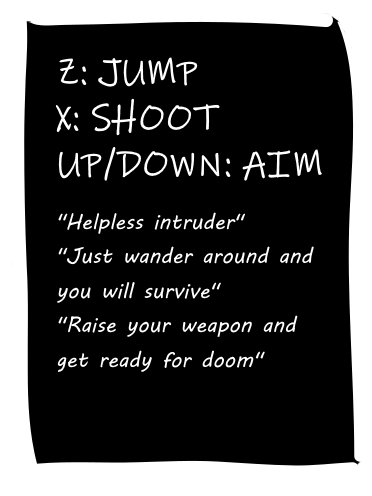 Z: JUMP
X: SHOOT
UP/DOWN: AIM
“Helpless intruder“
“Just wander around and
you will survive“
“Raise your weapon and
get ready for doom“